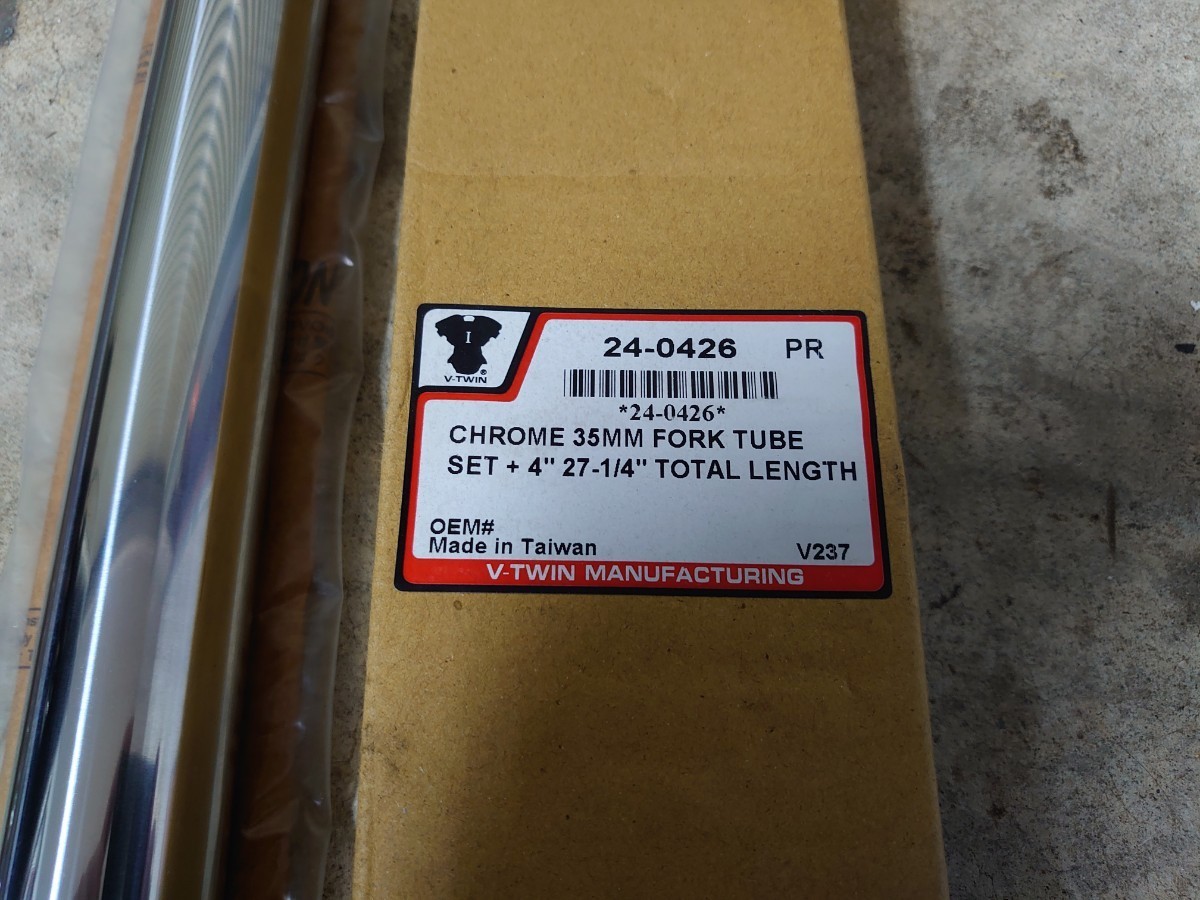 I
V-TWIN®
24-0426 PR
*24-0426*
CHROME 35MM FORK TUBE
SET + 4" 27-1/4" TOTAL LENGTH
OEM#
Made in Taiwan V237
V-TWIN MANUFACTURING